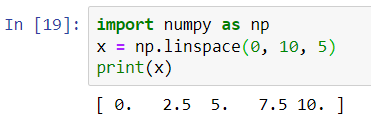 In [19]: import numpy as np
x = np.linspace(0, 10, 5)
print(x)
[ 0.   2.5  5.   7.5 10. ]